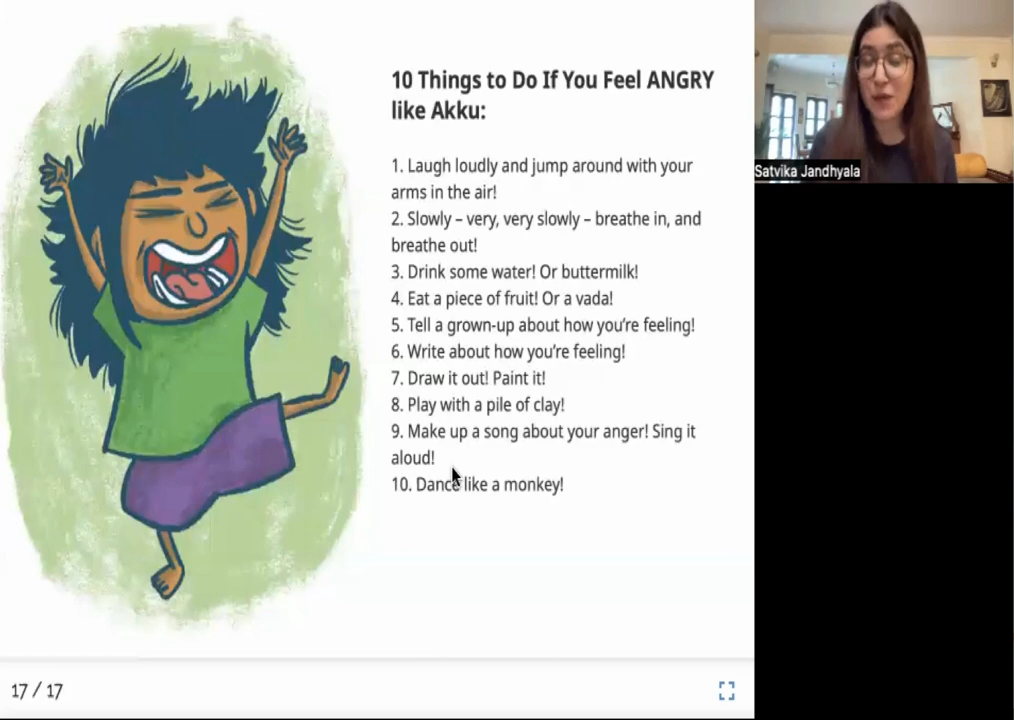 10 Things to Do If You Feel ANGRY
like Akku:
1. Laugh loudly and jump around with your
arms in the air!
2. Slowly – very, very slowly – breathe in, and
breathe out!
3. Drink some water! Or buttermilk!
4. Eat a piece of fruit! Or a vada!
5. Tell a grown-up about how you’re feeling!
6. Write about how you’re feeling!
7. Draw it out! Paint it!
8. Play with a pile of clay!
9. Make up a song about your anger! Sing it
aloud!
10. Dance like a monkey!
17 / 17
Satvika Jandhyala